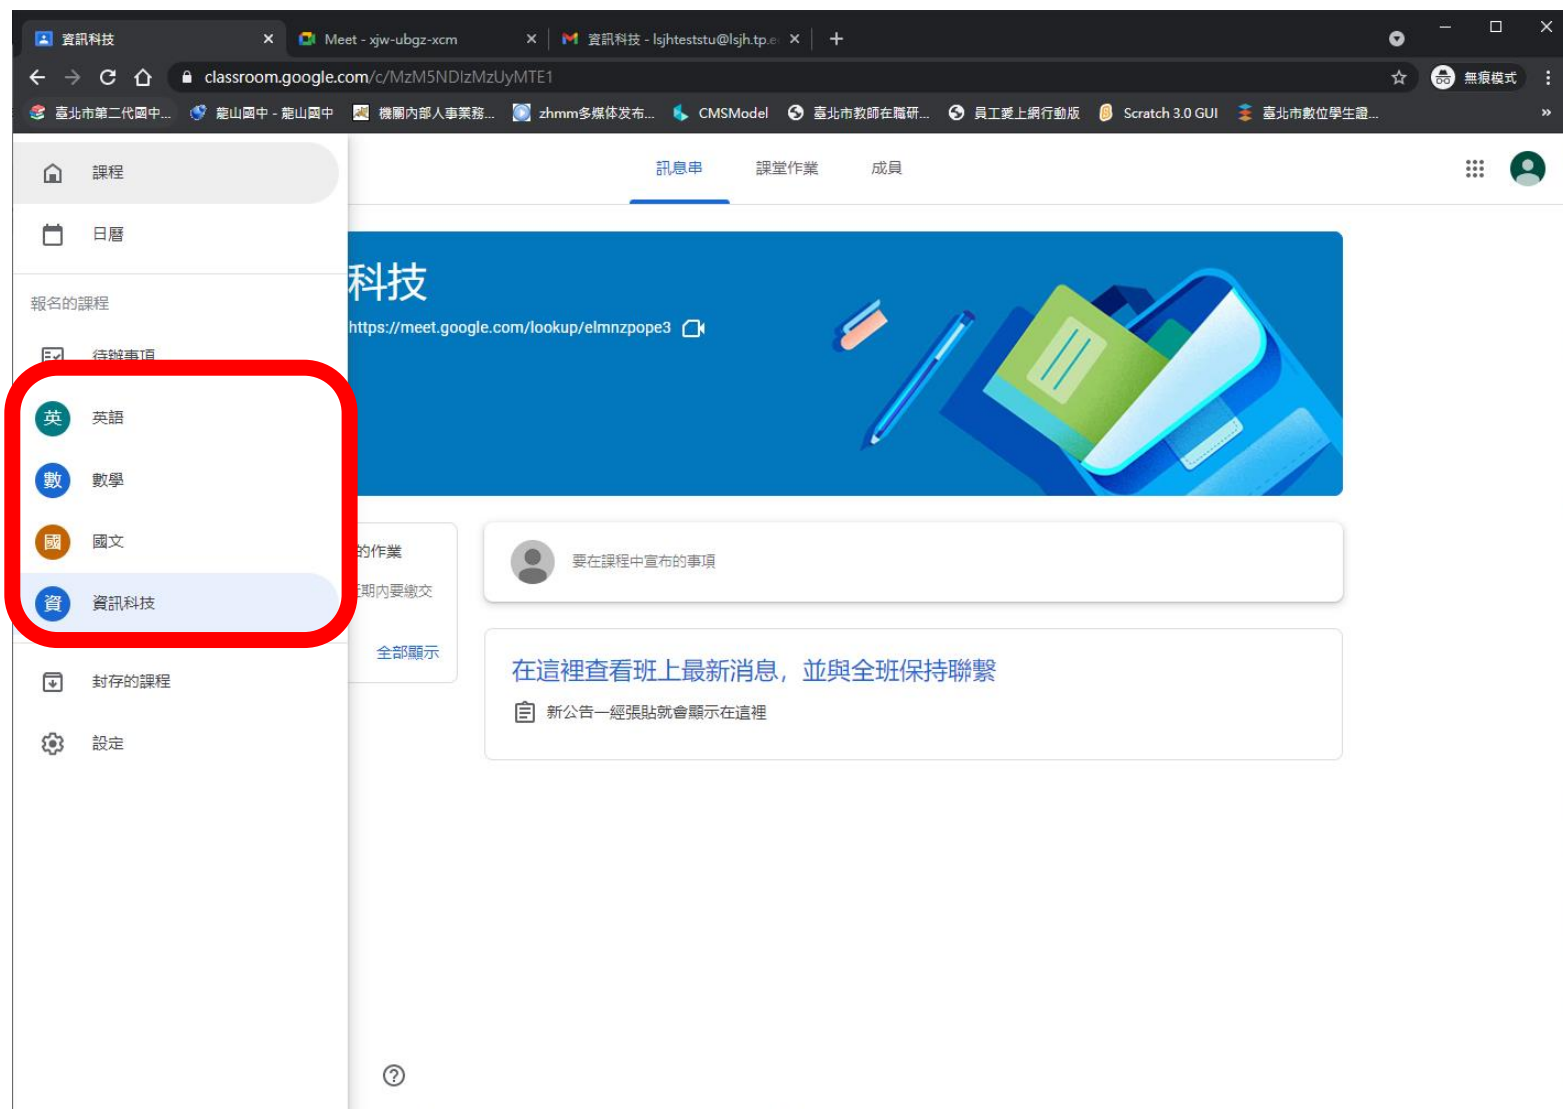 資訊科技
Meet - xjw-ubgz-xcm
資訊科技 - lsjhteststu@lsjh.tp.e
classroom.google.com/c/MzM5NDIzMzUyMTE1
無痕模式
臺北市第二代國中...
龍山國中 - 龍山國中
機關內部人事業務...
zhmm多媒体发布...
CMSModel
臺北市教師在職研...
員工愛上網行動版
Scratch 3.0 GUI
臺北市數位學生證...
»
課程
訊息串
課堂作業
成員
日曆
科技
報名的課程
https://meet.google.com/lookup/elmnzpope3
待辦事項
英 英語
數 數學
國 國文
的作業
要在課程中宣布的事項
期內要繳交
資 資訊科技
全部顯示
在這裡查看班上最新消息，並與全班保持聯繫
封存的課程
新公告一經張貼就會顯示在這裡
設定